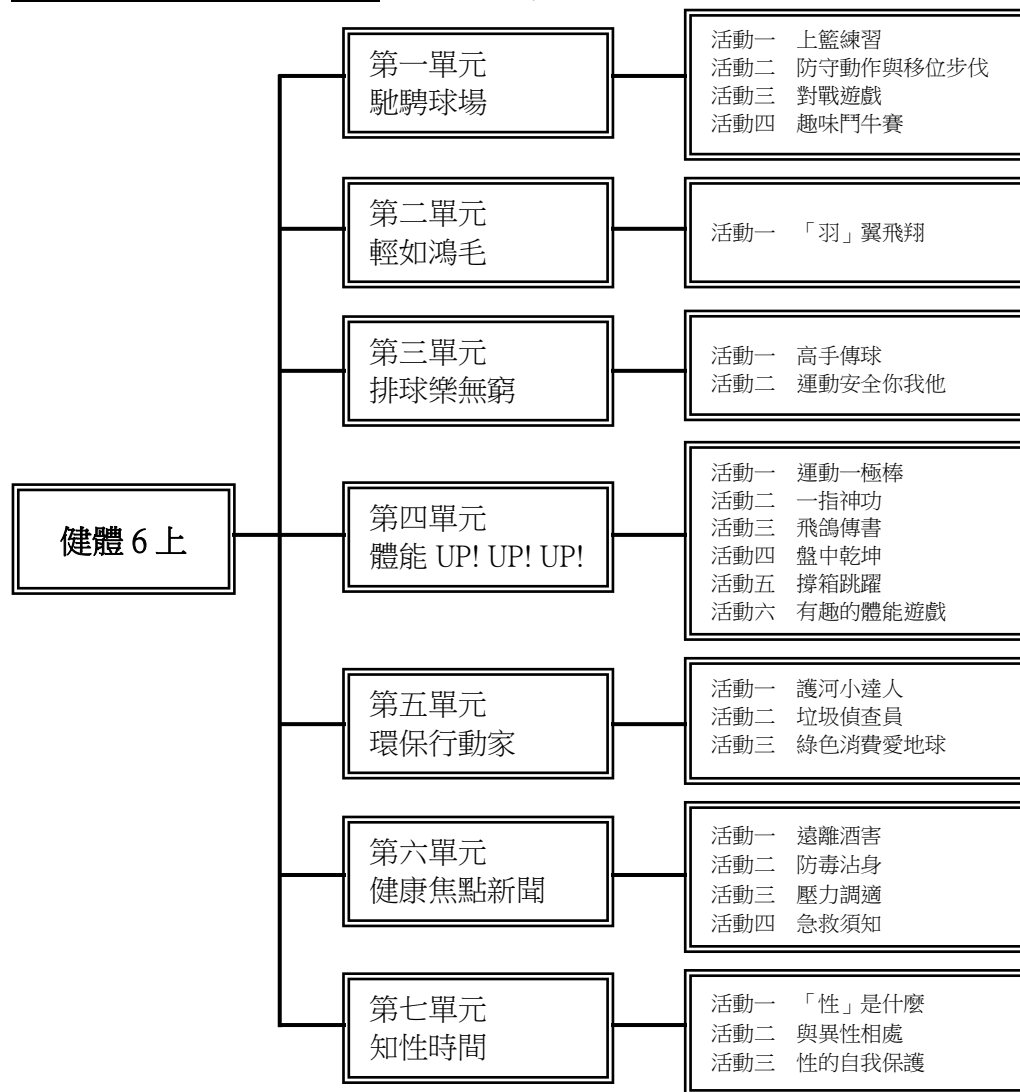 第一單元
馳騁球場
活動一　上籃練習
活動二　防守動作與移位步伐
活動三　對戰遊戲
活動四　趣味鬥牛賽
第二單元
輕如鴻毛
活動一　「羽」翼飛翔
第三單元
排球樂無窮
活動一　高手傳球
活動二　運動安全你我他
健體 6 上
第四單元
體能 UP! UP! UP!
活動一　運動一極棒
活動二　一指神功
活動三　飛鴿傳書
活動四　盤中乾坤
活動五　撐箱跳躍
活動六　有趣的體能遊戲
第五單元
環保行動家
活動一　護河小達人
活動二　垃圾偵查員
活動三　綠色消費愛地球
第六單元
健康焦點新聞
活動一　遠離酒害
活動二　防毒沾身
活動三　壓力調適
活動四　急救須知
第七單元
知性時間
活動一　「性」是什麼
活動二　與異性相處
活動三　性的自我保護